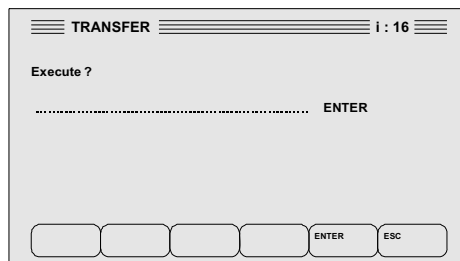 TRANSFER i : 16
Execute ?
........................................................................ ENTER
ENTER ESC